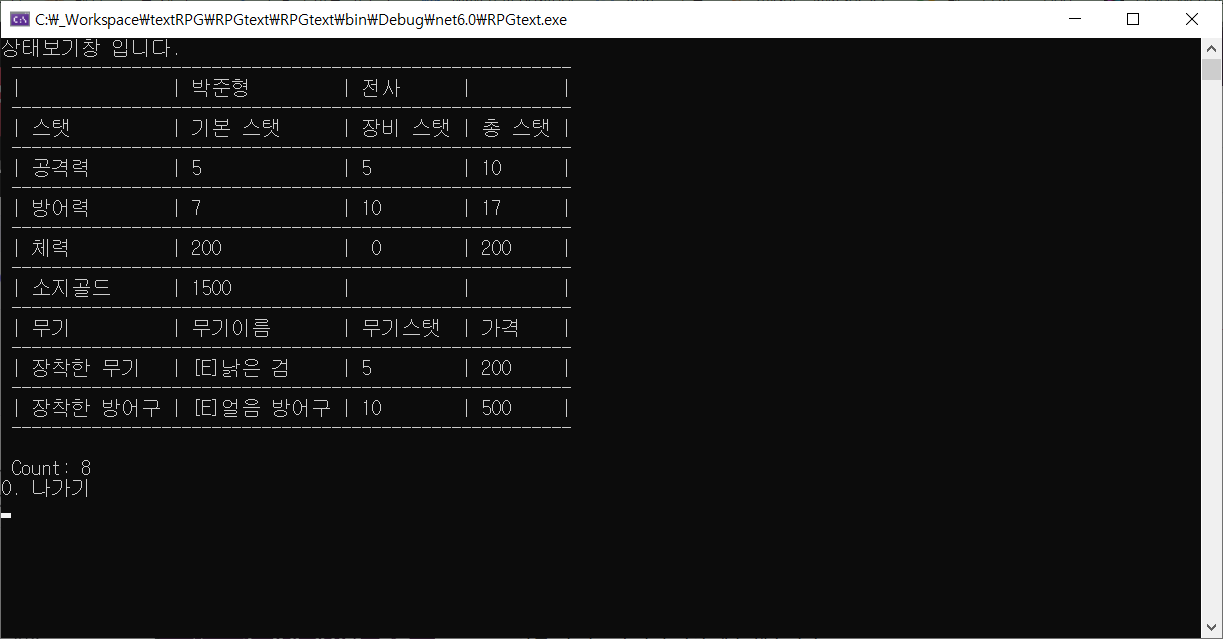 C:\_Workspace\textRPG\RPGtext\RPGtext\bin\Debug\net6.0\RPGtext.exe
상태보기창 입니다.
--------------------------------------------------------
|               | 박준형         | 전사      |         |
--------------------------------------------------------
| 스탯          | 기본 스탯      | 장비 스탯 | 총 스탯 |
--------------------------------------------------------
| 공격력        | 5              | 5         | 10      |
--------------------------------------------------------
| 방어력        | 7              | 10        | 17      |
--------------------------------------------------------
| 체력          | 200            |  0        | 200     |
--------------------------------------------------------
| 소지골드      | 1500           |           |         |
--------------------------------------------------------
| 무기          | 무기이름       | 무기스탯  | 가격    |
--------------------------------------------------------
| 장착한 무기   | [E]낡은 검     | 5         | 200     |
--------------------------------------------------------
| 장착한 방어구 | [E]얼음 방어구 | 10        | 500     |
--------------------------------------------------------
Count: 8
0. 나가기